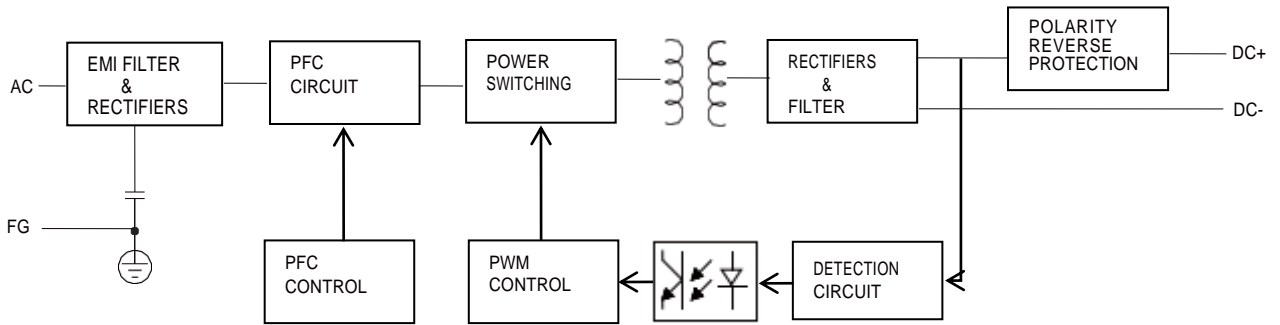 AC
EMI FILTER
&
RECTIFIERS
PFC
CIRCUIT
POWER
SWITCHING
RECTIFIERS
&
FILTER
POLARITY
REVERSE
PROTECTION
DC+
DC-
FG
PFC
CONTROL
PWM
CONTROL
DETECTION
CIRCUIT